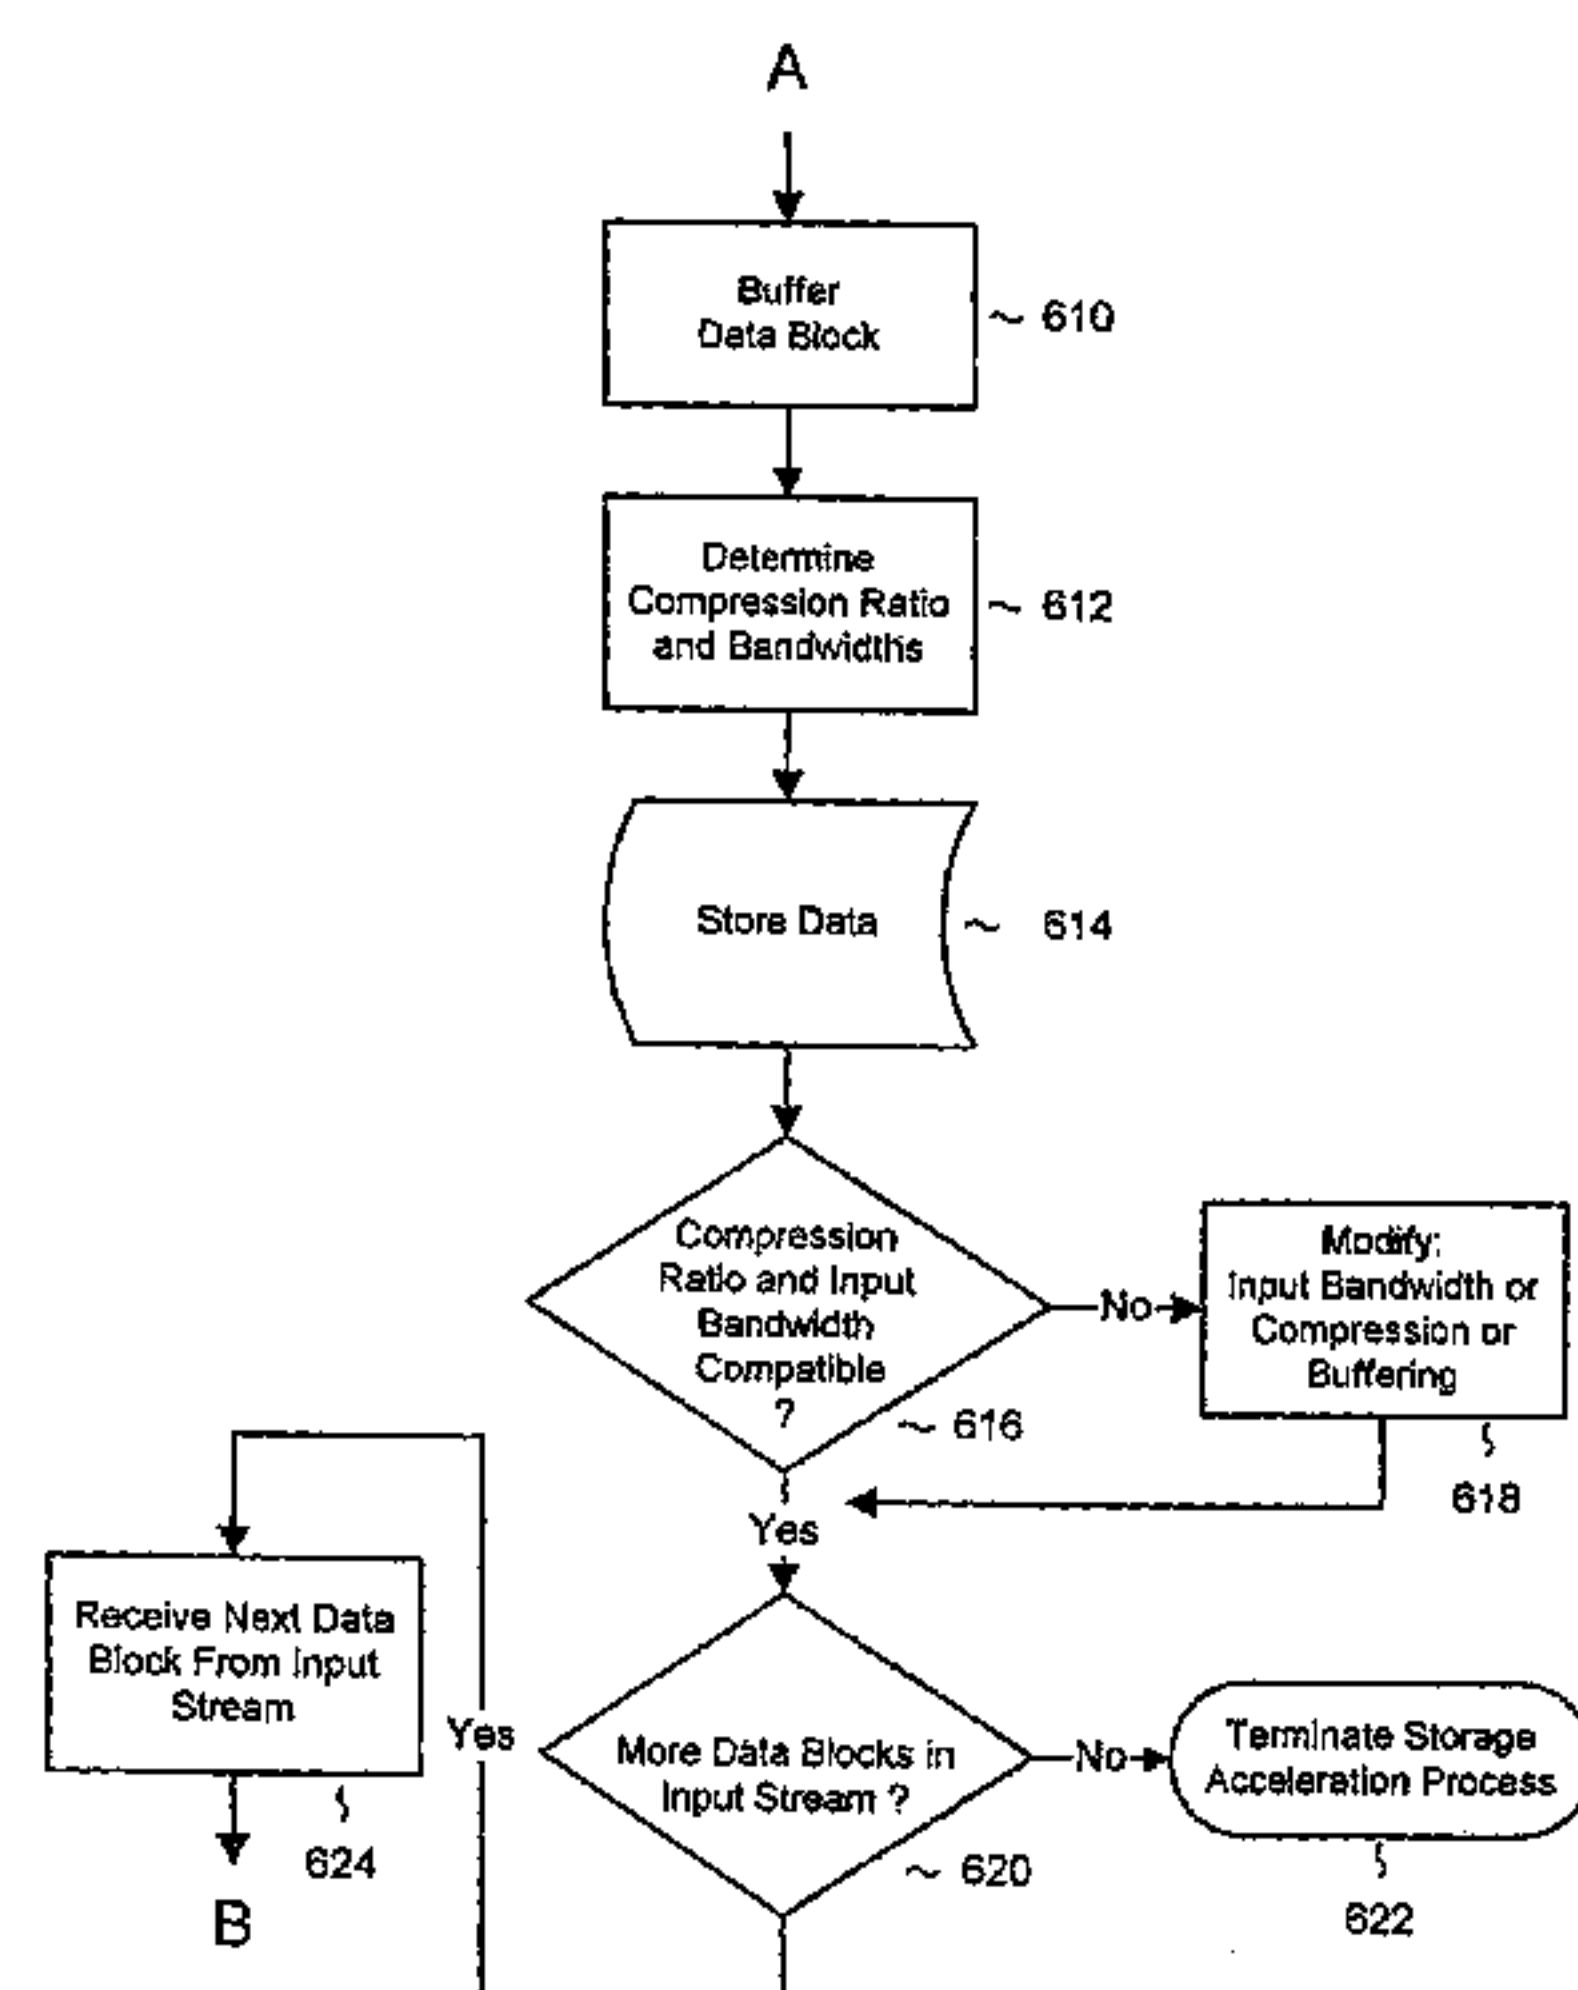 A
Buffer
Data Block
~ 610
Determine
Compression Ratio
and Bandwidths
~ 612
Store Data
~ 614
Compression
Ratio and Input
Bandwidth
Compatible
?
~ 616
No
Modify:
Input Bandwidth or
Compression or
Buffering
618
Yes
Receive Next Data
Block From Input
Stream
624
B
Yes
More Data Blocks in
Input Stream ?
~ 620
No
Terminate Storage
Acceleration Process
622